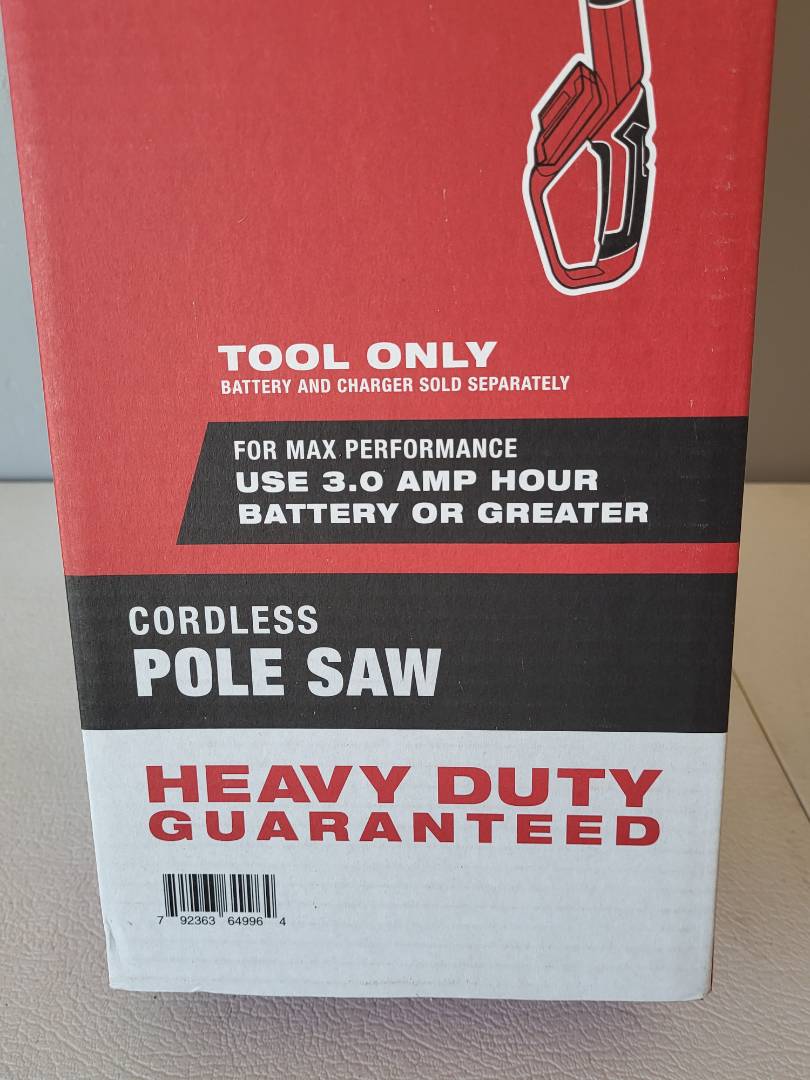 TOOL ONLY
BATTERY AND CHARGER SOLD SEPARATELY
FOR MAX PERFORMANCE
USE 3.0 AMP HOUR
BATTERY OR GREATER
CORDLESS
POLE SAW
HEAVY DUTY
GUARANTEED
7 92363 64996 4